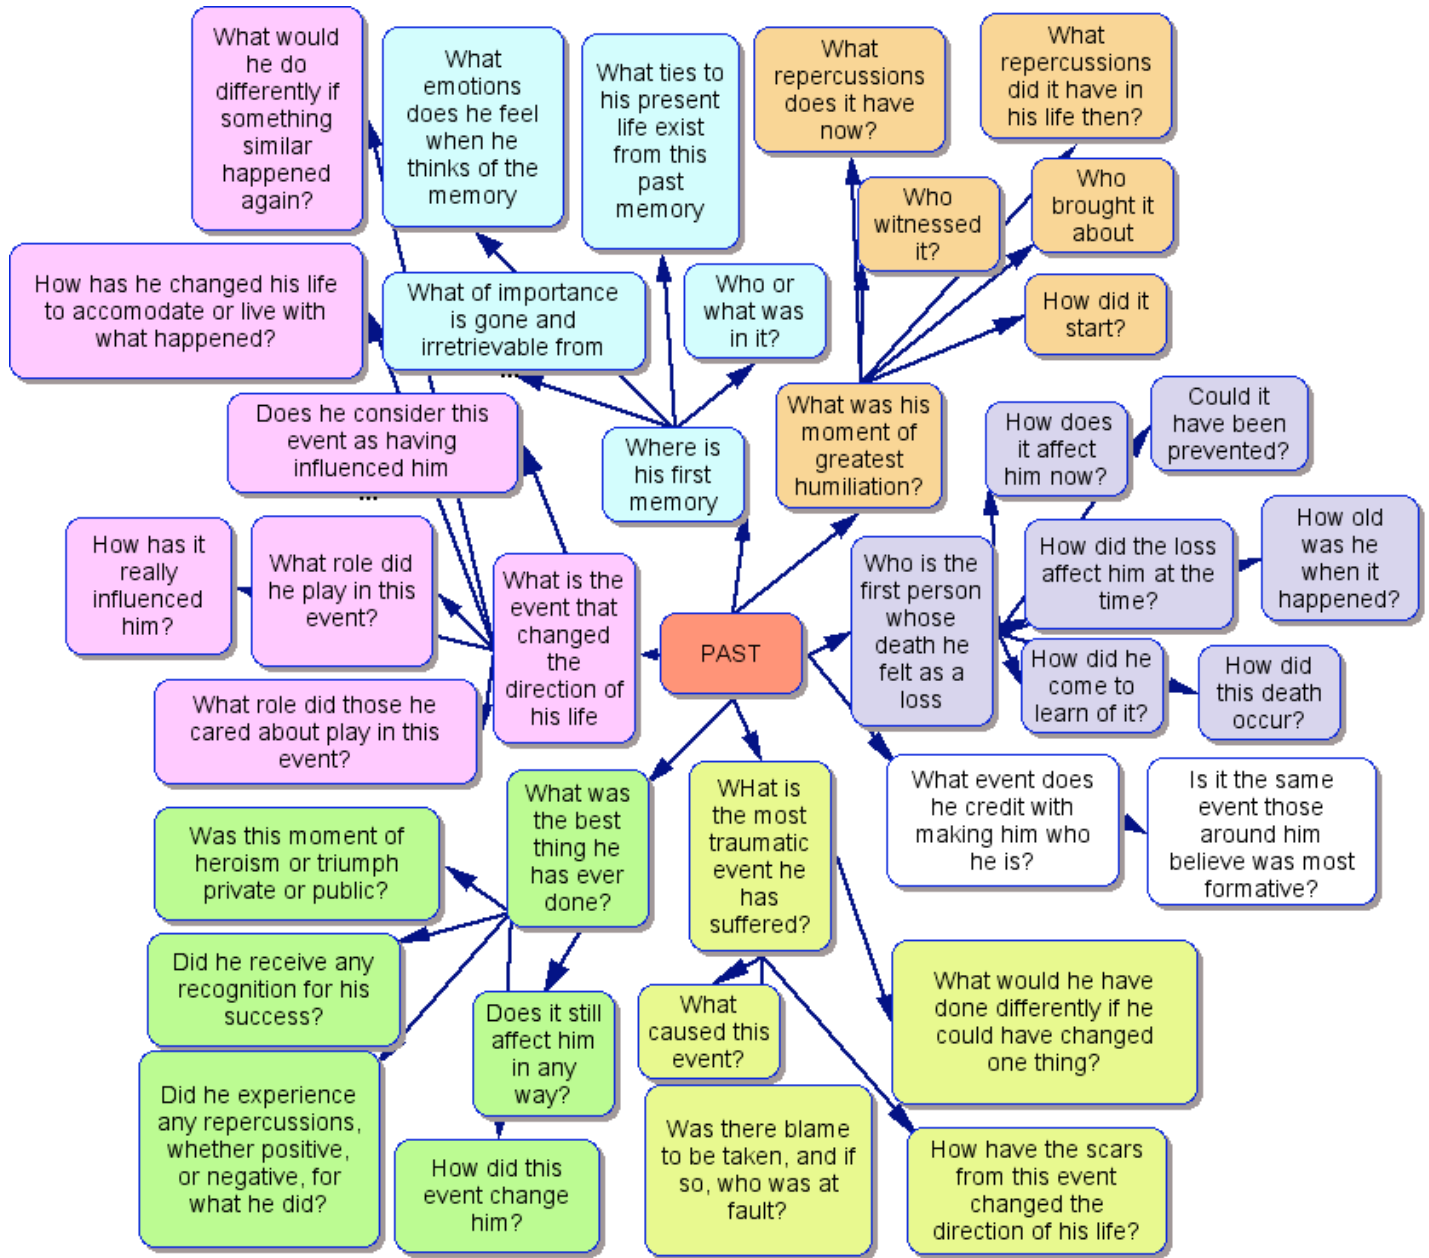 What would
he do
differently if
something
similar
happened
again?
What
emotions
does he feel
when he
thinks of the
memory
What ties to
his present
life exist
from this
past
memory
What
repercussions
does it have
now?
What
repercussions
did it have in
his life then?
Who
witnessed
it?
Who
brought it
about
How has he changed his life
to accomodate or live with
what happened?
What of importance
is gone and
irretrievable from
...
Who or
what was
in it?
How did it
start?
Does he consider this
event as having
influenced him
...
Where is
his first
memory
What was his
moment of
greatest
humiliation?
How does
it affect
him now?
Could it
have been
prevented?
How has it
really
influenced
him?
What role did
he play in this
event?
What is the
event that
changed
the
direction of
his life
PAST
Who is the
first person
whose
death he
felt as a
loss
How did the loss
affect him at the
time?
How old
was he
when it
happened?
How did he
come to
learn of it?
How did
this death
occur?
What role did those he
cared about play in this
event?
What was
the best
thing he
has ever
done?
WHat is
the most
traumatic
event he
has
suffered?
What event does
he credit with
making him who
he is?
Is it the same
event those
around him
believe was most
formative?
Was this moment of
heroism or triumph
private or public?
Did he receive any
recognition for his
success?
Does it still
affect him
in any
way?
What
caused this
event?
What would he have
done differently if he
could have changed
one thing?
Did he experience
any repercussions,
whether positive,
or negative, for
what he did?
How did this
event change
him?
Was there blame
to be taken, and if
so, who was at
fault?
How have the scars
from this event
changed the
direction of his life?